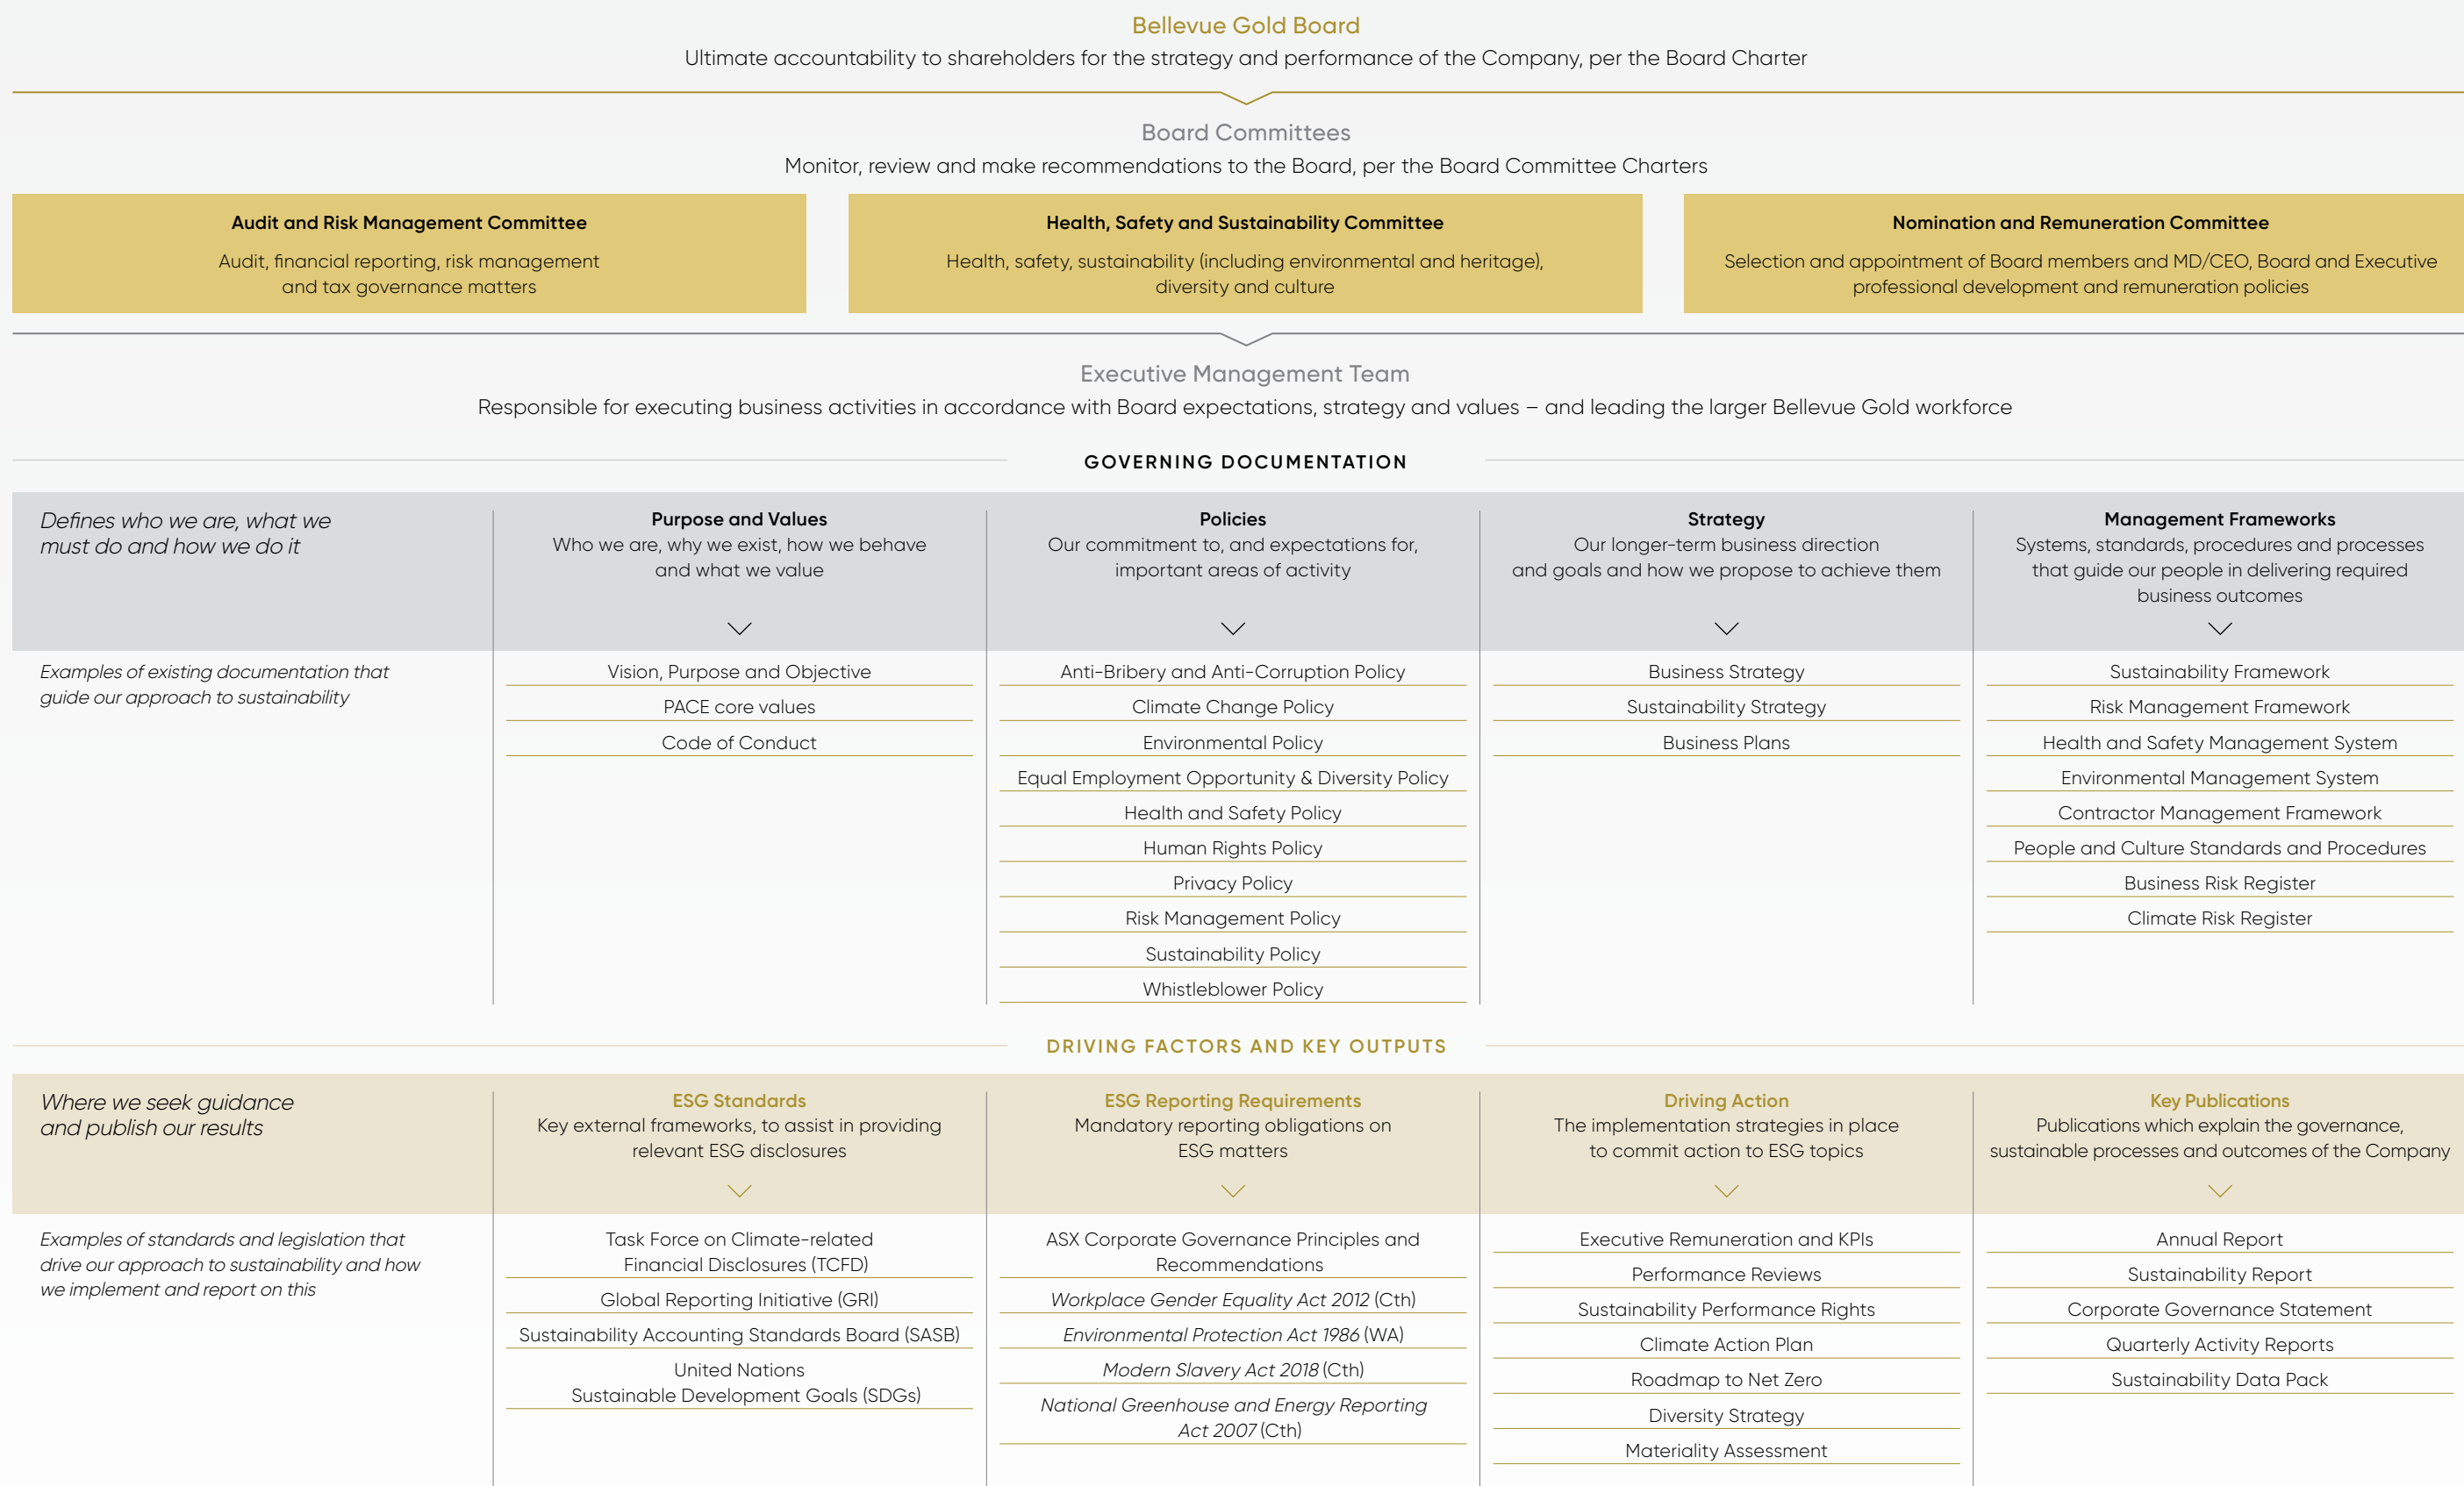 Bellevue Gold Board
Ultimate accountability to shareholders for the strategy and performance of the Company, per the Board Charter
Board Committees
Monitor, review and make recommendations to the Board, per the Board Committee Charters
Audit and Risk Management Committee
Audit, financial reporting, risk management
and tax governance matters
Health, Safety and Sustainability Committee
Health, safety, sustainability (including environmental and heritage),
diversity and culture
Nomination and Remuneration Committee
Selection and appointment of Board members and MD/CEO, Board and Executive
professional development and remuneration policies
Executive Management Team
Responsible for executing business activities in accordance with Board expectations, strategy and values – and leading the larger Bellevue Gold workforce
GOVERNING DOCUMENTATION
Defines who we are, what we
must do and how we do it
Purpose and Values
Who we are, why we exist, how we behave
and what we value
Policies
Our commitment to, and expectations for,
important areas of activity
Strategy
Our longer-term business direction
and goals and how we propose to achieve them
Management Frameworks
Systems, standards, procedures and processes
that guide our people in delivering required
business outcomes
Examples of existing documentation that
guide our approach to sustainability
Vision, Purpose and Objective
PACE core values
Code of Conduct
Anti-Bribery and Anti-Corruption Policy
Climate Change Policy
Environmental Policy
Equal Employment Opportunity & Diversity Policy
Health and Safety Policy
Human Rights Policy
Privacy Policy
Risk Management Policy
Sustainability Policy
Whistleblower Policy
Business Strategy
Sustainability Strategy
Business Plans
Sustainability Framework
Risk Management Framework
Health and Safety Management System
Environmental Management System
Contractor Management Framework
People and Culture Standards and Procedures
Business Risk Register
Climate Risk Register
DRIVING FACTORS AND KEY OUTPUTS
Where we seek guidance
and publish our results
ESG Standards
Key external frameworks, to assist in providing
relevant ESG disclosures
ESG Reporting Requirements
Mandatory reporting obligations on
ESG matters
Driving Action
The implementation strategies in place
to commit action to ESG topics
Key Publications
Publications which explain the governance,
sustainable processes and outcomes of the Company
Examples of standards and legislation that
drive our approach to sustainability and how
we implement and report on this
Task Force on Climate-related
Financial Disclosures (TCFD)
Global Reporting Initiative (GRI)
Sustainability Accounting Standards Board (SASB)
United Nations
Sustainable Development Goals (SDGs)
ASX Corporate Governance Principles and
Recommendations
Workplace Gender Equality Act 2012 (Cth)
Environmental Protection Act 1986 (WA)
Modern Slavery Act 2018 (Cth)
National Greenhouse and Energy Reporting
Act 2007 (Cth)
Executive Remuneration and KPIs
Performance Reviews
Sustainability Performance Rights
Climate Action Plan
Roadmap to Net Zero
Diversity Strategy
Materiality Assessment
Annual Report
Sustainability Report
Corporate Governance Statement
Quarterly Activity Reports
Sustainability Data Pack